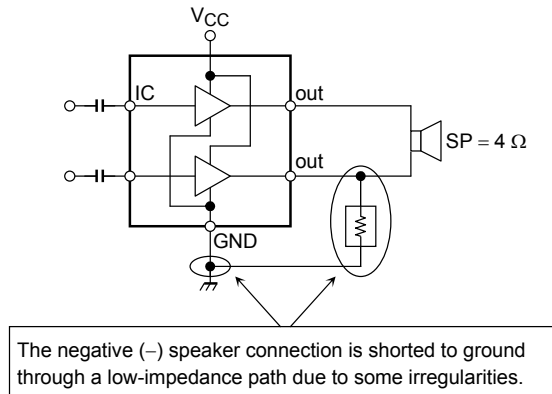 VCC
IC
out
SP = 4 Ω
out
GND
The negative (−) speaker connection is shorted to ground
through a low-impedance path due to some irregularities.